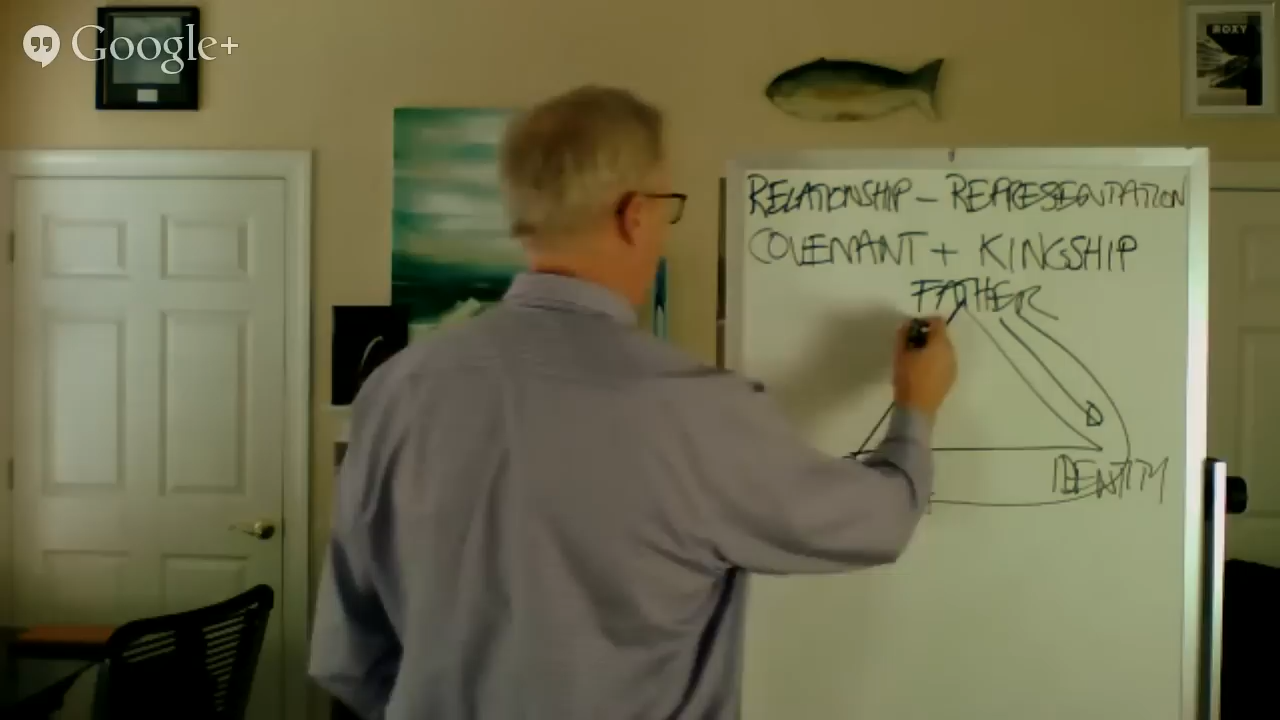 Google+
ROXY
RELATIONSHIP – REPRESENTATION
COVENANT + KINGSHIP
FATHER
IDENTITY